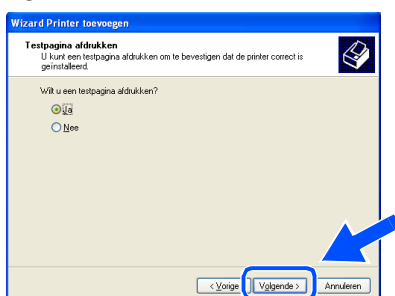 Wizard Printer toevoegen
Testpagina afdrukken
U kunt een testpagina afdrukken om te bevestigen dat de printer correct is
geïnstalleerd.
Wilt u een testpagina afdrukken?
Ja
Nee
< Vorige
Volgende >
Annuleren